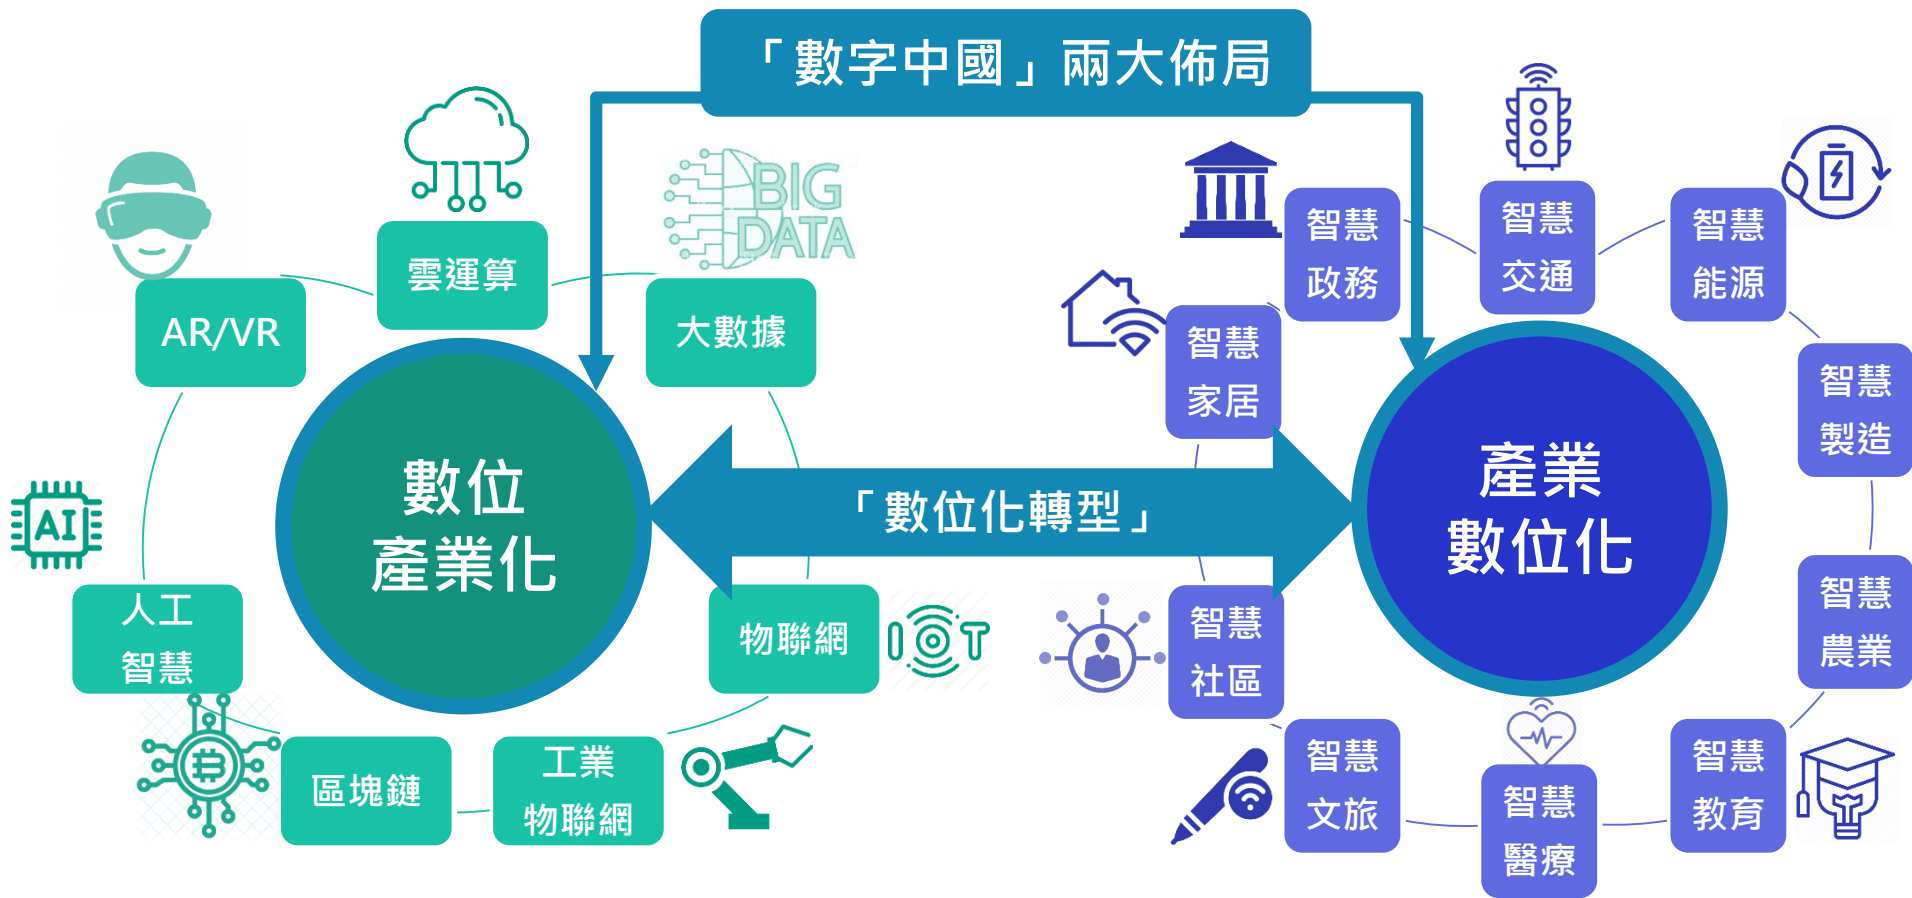 「數字中國」兩大佈局
雲運算
BIG
DATA
AR/VR
大數據
數位
產業化
AI
人工
智慧
物聯網
IOT
B
區塊鏈
工業
物聯網
「數位化轉型」
智慧
政務
智慧
交通
智慧
能源
智慧
家居
智慧
製造
產業
數位化
智慧
農業
智慧
社區
智慧
文旅
智慧
醫療
智慧
教育